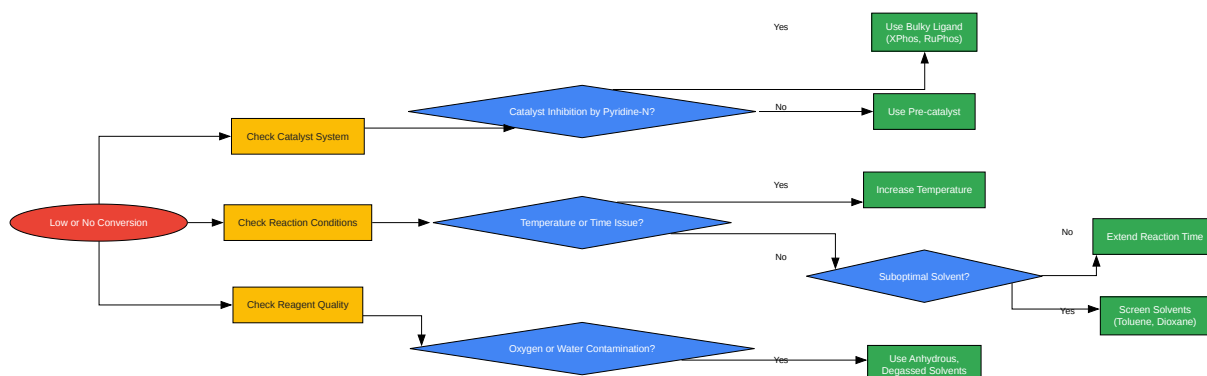 Yes
Use Bulky Ligand
(XPhos, RuPhos)
Catalyst Inhibition by Pyridine-N?
No
Use Pre-catalyst
Check Catalyst System
Yes
Increase Temperature
Low or No Conversion
Check Reaction Conditions
Temperature or Time Issue?
No
No
Extend Reaction Time
Suboptimal Solvent?
Yes
Screen Solvents
(Toluene, Dioxane)
Check Reagent Quality
Oxygen or Water Contamination?
Yes
Use Anhydrous,
Degassed Solvents